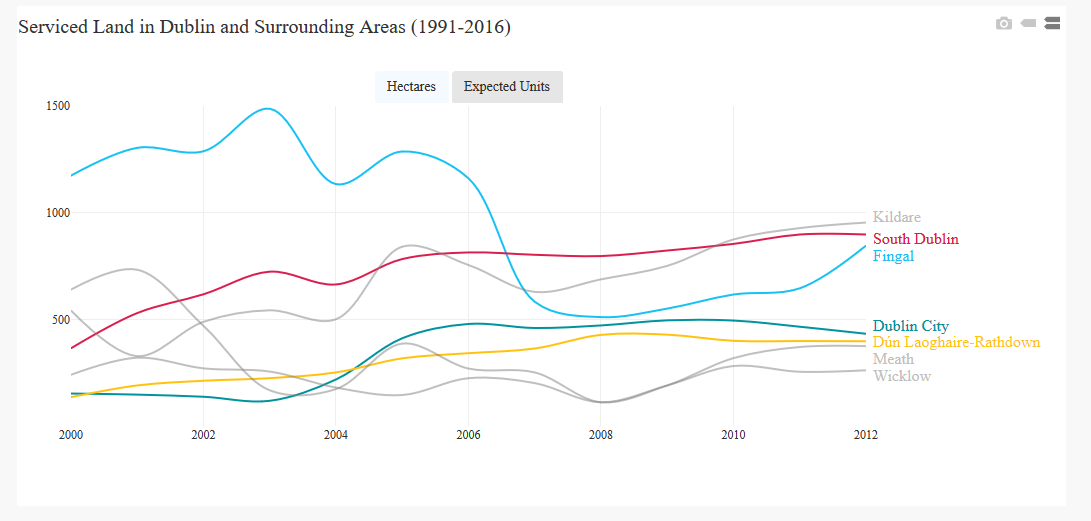 Serviced Land in Dublin and Surrounding Areas (1991-2016)
Hectares
Expected Units
1500
1000
500
Kildare
South Dublin
Fingal
Dublin City
Dún Laoghaire-Rathdown
Meath
Wicklow
2000 2002 2004 2006 2008 2010 2012